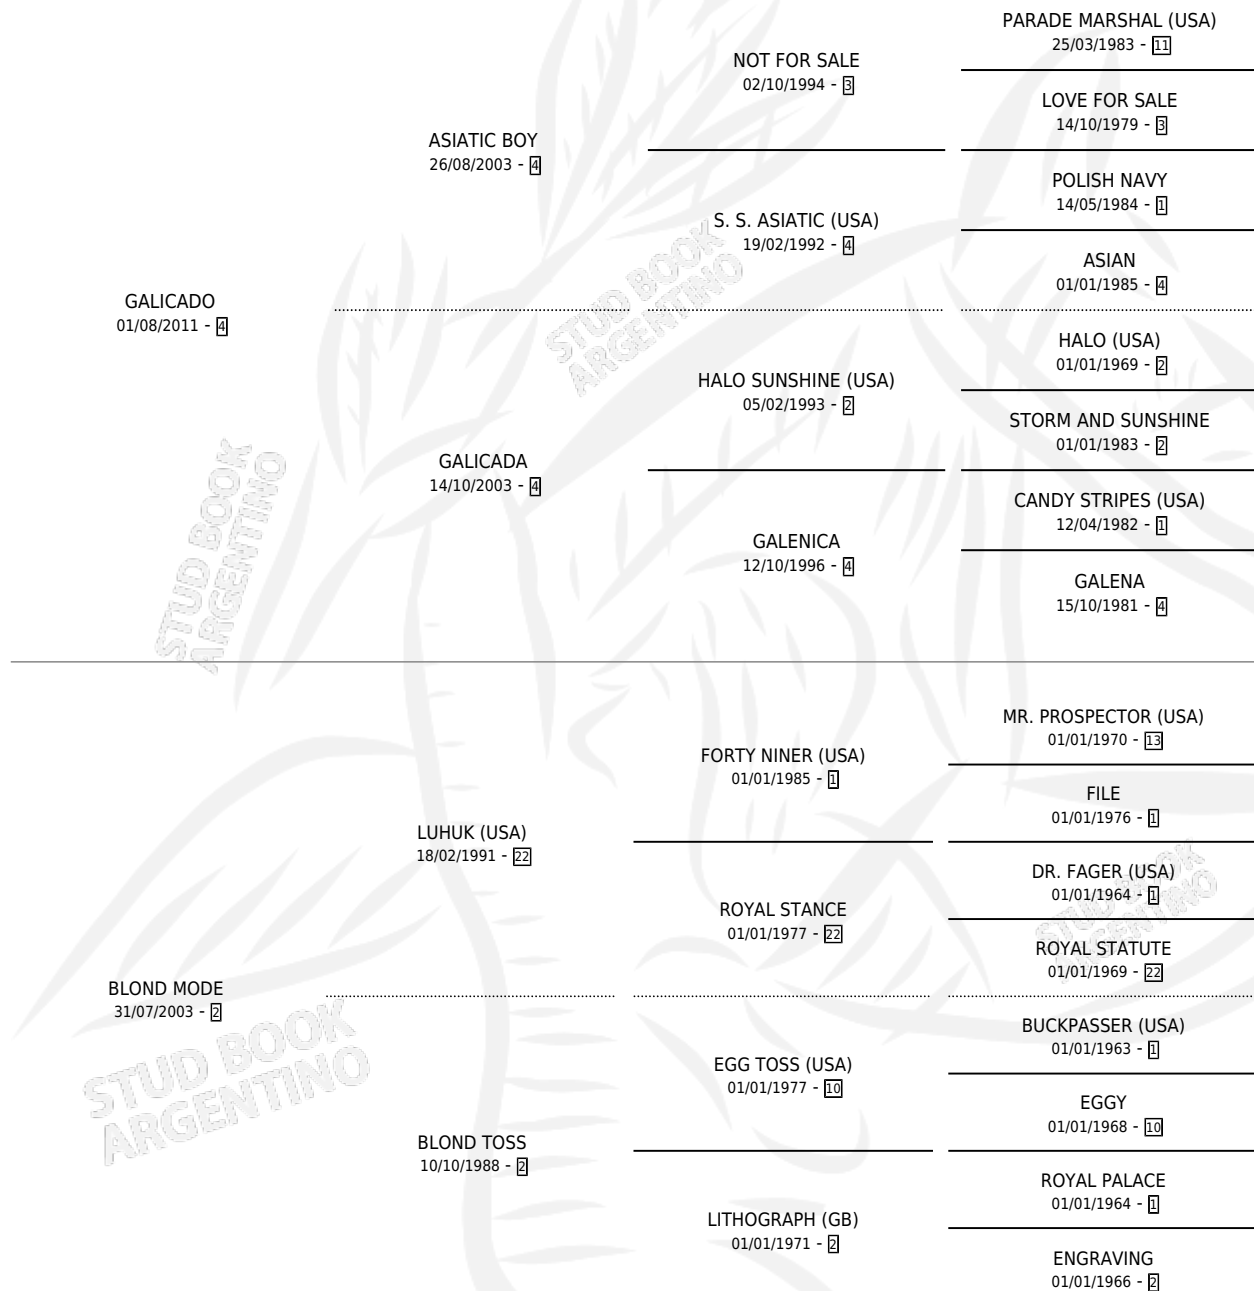 PARADE MARSHAL (USA)
25/03/1983 - 11
NOT FOR SALE
02/10/1994 - 3
LOVE FOR SALE
14/10/1979 - 3
ASIATIC BOY
26/08/2003 - 4
POLISH NAVY
14/05/1984 - 1
S. S. ASIATIC (USA)
19/02/1992 - 4
ASIAN
01/01/1985 - 4
GALICADO
01/08/2011 - 4
STUD BOOK
ARGENTINO
HALO (USA)
01/01/1969 - 2
HALO SUNSHINE (USA)
05/02/1993 - 2
STORM AND SUNSHINE
01/01/1983 - 2
GALICADA
14/10/2003 - 4
CANDY STRIPES (USA)
12/04/1982 - 1
GALENICA
12/10/1996 - 4
GALENA
15/10/1981 - 4
STUD BOOK
ARGENTINO
MR. PROSPECTOR (USA)
01/01/1970 - 13
FORTY NINER (USA)
01/01/1985 - 1
FILE
01/01/1976 - 1
LUHUK (USA)
18/02/1991 - 22
DR. FAGER (USA)
01/01/1964 - 1
ROYAL STANCE
01/01/1977 - 22
STUD BOOK
ARGENTINO
ROYAL STATUTE
01/01/1969 - 22
BLOND MODE
31/07/2003 - 2
BUCKPASSER (USA)
01/01/1963 - 1
EGG TOSS (USA)
01/01/1977 - 10
STUD BOOK
ARGENTINO
EGGY
01/01/1968 - 10
BLOND TOSS
10/10/1988 - 2
ROYAL PALACE
01/01/1964 - 1
LITHOGRAPH (GB)
01/01/1971 - 2
ENGRAVING
01/01/1966 - 2